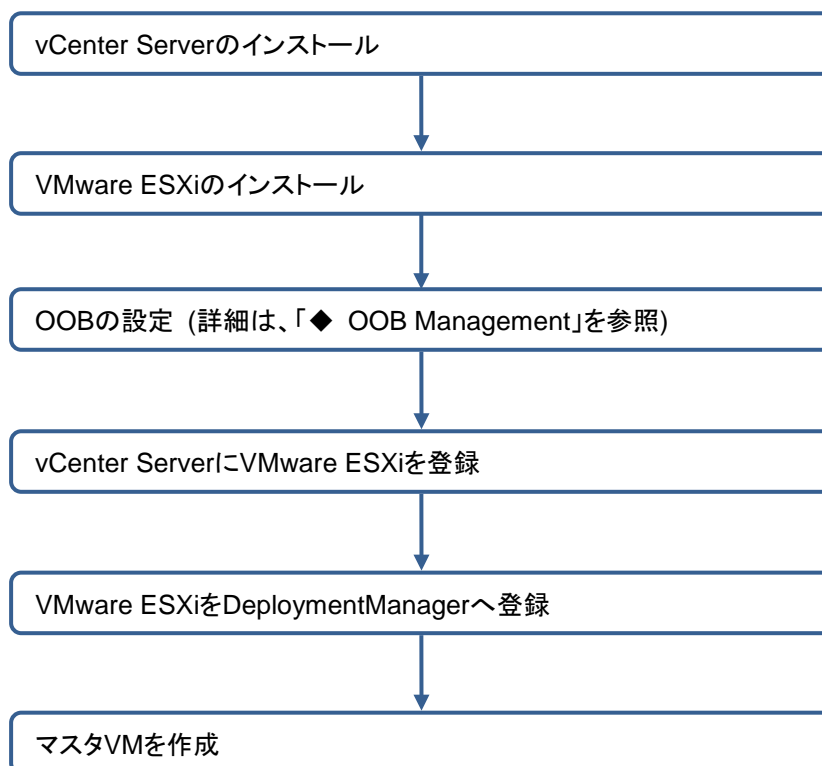 vCenter Serverのインストール
VMware ESXiのインストール
OOBの設定 (詳細は、「◆ OOB Management」を参照)
vCenter ServerにVMware ESXiを登録
VMware ESXiをDeploymentManagerへ登録
マスタVMを作成